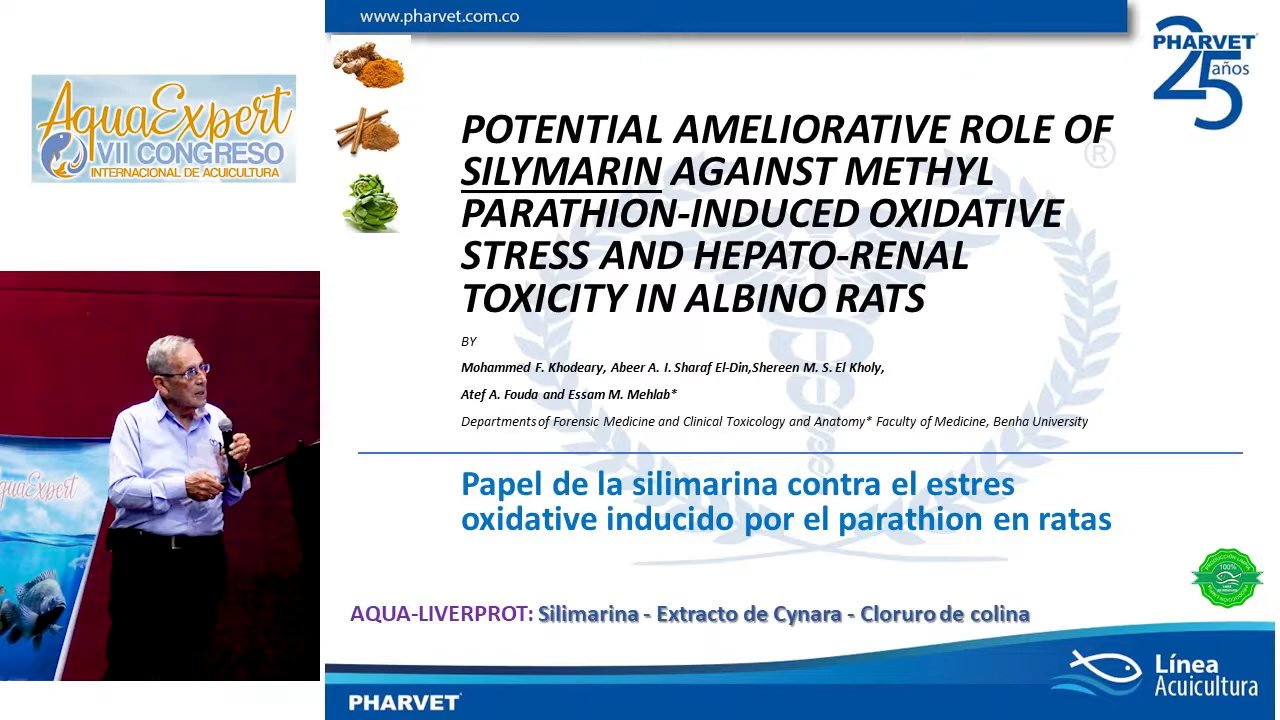 www.pharvet.com.co
PHARVET®
25
años
AquaExpert
VII CONGRESO
INTERNACIONAL DE ACUICULTURA
POTENTIAL AMELIORATIVE ROLE OF
SILYMARIN AGAINST METHYL
PARATHION-INDUCED OXIDATIVE
STRESS AND HEPATO-RENAL
TOXICITY IN ALBINO RATS
®
BY
Mohammed F. Khodeary, Abeer A. I. Sharaf El-Din,Shereen M. S. El Kholy,
Atef A. Fouda and Essam M. Mehlab*
Departments of Forensic Medicine and Clinical Toxicology and Anatomy* Faculty of Medicine, Benha University
quaExpert
Papel de la silimarina contra el estres
oxidative inducido por el parathion en ratas
PRODUCCIÓN LIMPIA
100%
AQUA-LIVERPROT: Silimarina - Extracto de Cynara - Cloruro de colina
Línea
Acuicultura
PHARVET®